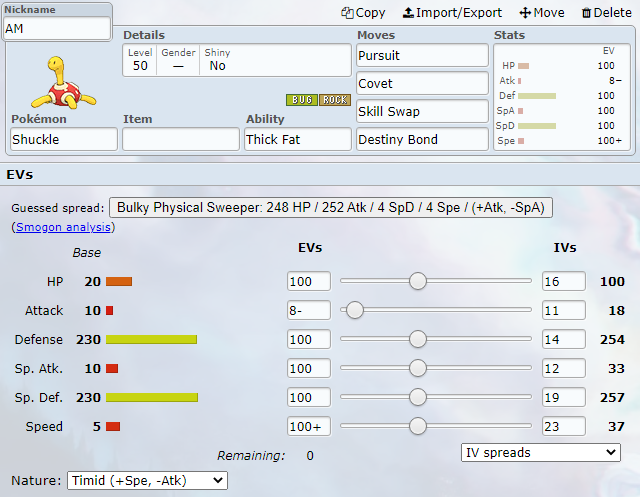 Nickname
AM
Copy Import/Export Move Delete
Details
Level Gender Shiny
50 — No
BUG ROCK
Pokémon Item Ability
Shuckle Thick Fat
Moves
Pursuit
Covet
Skill Swap
Destiny Bond
Stats
EV
HP 100
Atk 8−
Def 100
SpA 100
SpD 100
Spe 100+
EVs
Guessed spread: Bulky Physical Sweeper: 248 HP / 252 Atk / 4 SpD / 4 Spe / (+Atk, -SpA)
(Smogon analysis)
Base EVs IVs
HP 20 100 16 100
Attack 10 8- 11 18
Defense 230 100 14 254
Sp. Atk. 10 100 12 33
Sp. Def. 230 100 19 257
Speed 5 100+ 23 37
Remaining: 0 IV spreads
Nature: Timid (+Spe, -Atk)